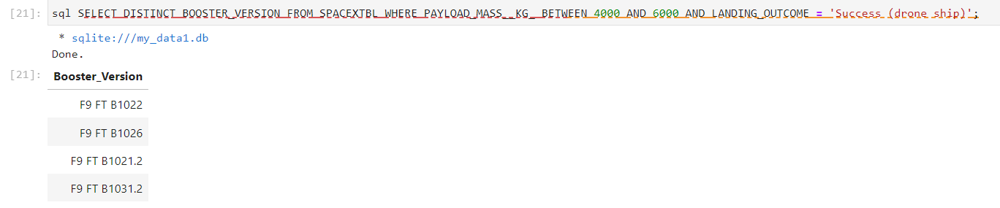 [21]: sql SELECT DISTINCT BOOSTER_VERSION FROM SPACEXTBL WHERE PAYLOAD_MASS__KG_ BETWEEN 4000 AND 6000 AND LANDING_OUTCOME = 'Success (drone ship)';
* sqlite:///my_data1.db
Done.
[21]: Booster_Version
F9 FT B1022
F9 FT B1026
F9 FT B1021.2
F9 FT B1031.2